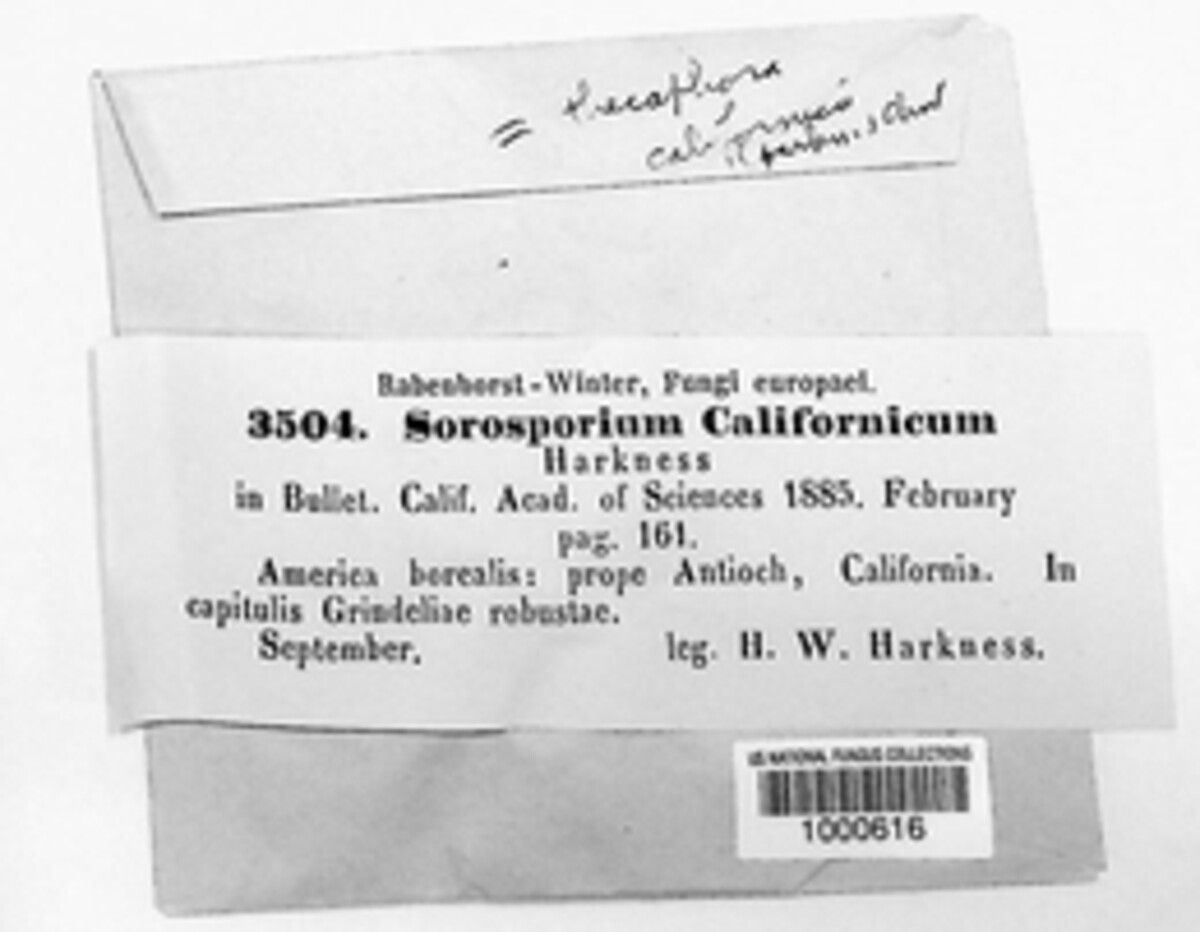 = Thecaphora
californica
Rabenhorst-Winter, Fungi europaei.
3504. Sorosporium Californicum
Harkness
in Bullet. Calif. Acad. of Sciences 1885. February
pag. 161.
America borealis: prope Antioch, California. In
capitulis Grindeliae robustae.
September. leg. H. W. Harkness.
US NATIONAL FUNGUS COLLECTIONS
1000616